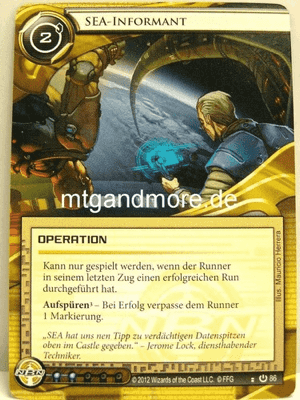 2
SEA-INFORMANT
mtgandmore.de
OPERATION
Kann nur gespielt werden, wenn der Runner
in seinem letzten Zug einen erfolgreichen Run
durchgeführt hat.
Aufspüren³ – Bei Erfolg verpasse dem Runner
1 Markierung.
„SEA hat uns nen Tipp zu verdächtigen Datenspitzen
oben im Castle gegeben.“ – Jerome Lock, diensthabender
Techniker.
Illus. Mauricio Herrera
NBN
© 2012 Wizards of the Coast LLC. © FFG
86